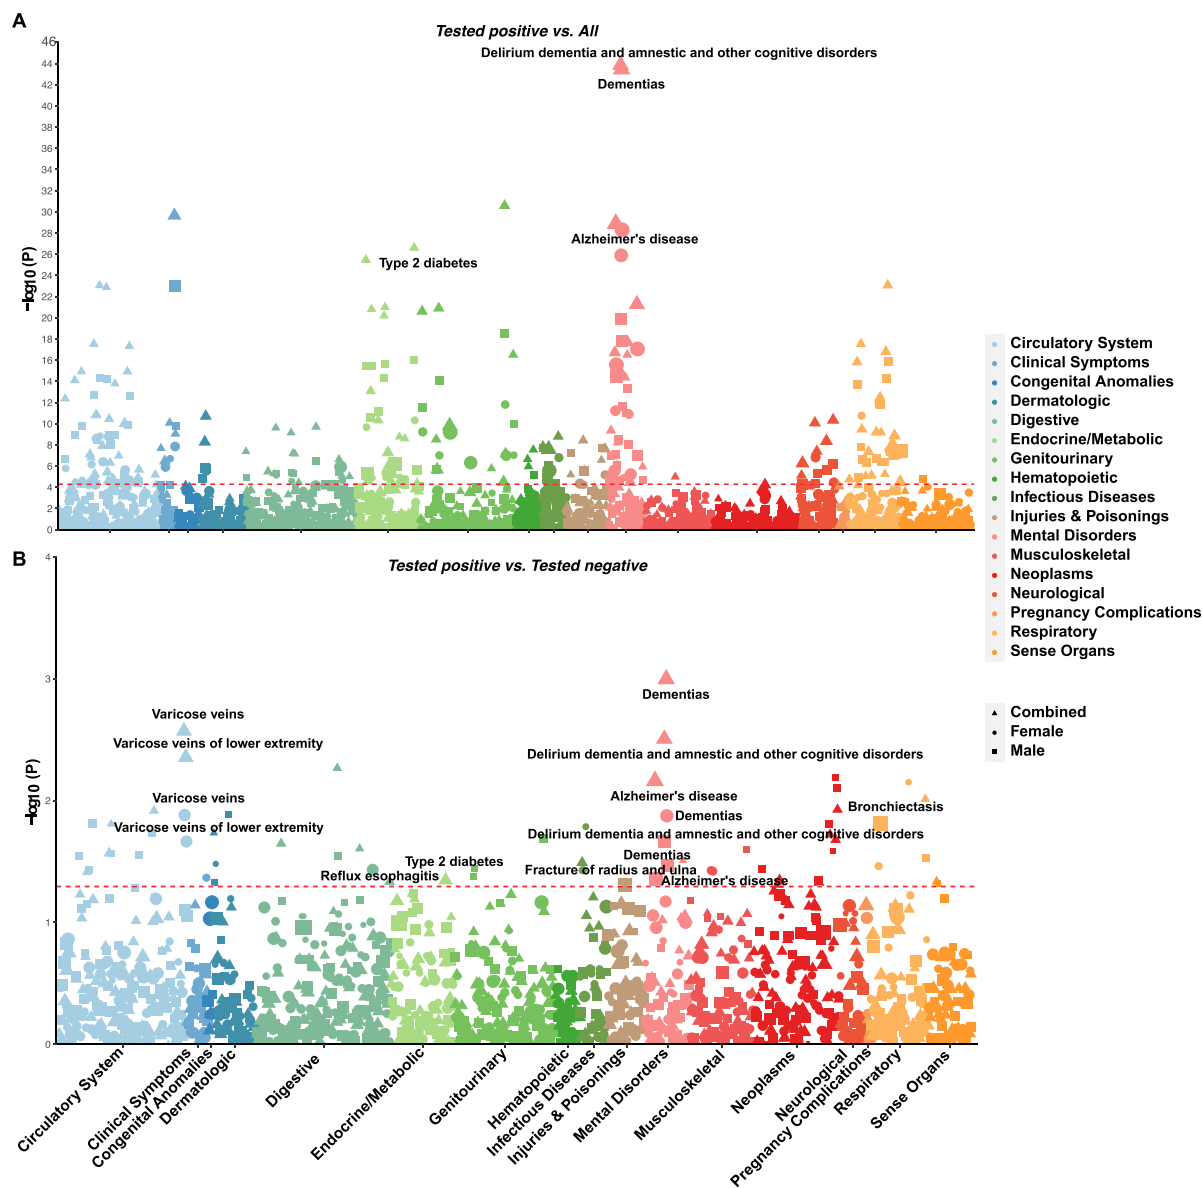 A
Tested positive vs. All
46
44
42
40
38
36
34
32
30
28
26
24
22
20
18
16
14
12
10
8
6
4
2
0
−log10 (P)
Delirium dementia and amnestic and other cognitive disorders
Dementias
Alzheimer's disease
Type 2 diabetes
B
Tested positive vs. Tested negative
4
3
2
1
0
−log10 (P)
Dementias
Varicose veins
Varicose veins of lower extremity
Delirium dementia and amnestic and other cognitive disorders
Alzheimer's disease
Varicose veins
Bronchiectasis
Dementias
Varicose veins of lower extremity
Delirium dementia and amnestic and other cognitive disorders
Dementias
Type 2 diabetes
Fracture of radius and ulna
Reflux esophagitis
Alzheimer's disease
Circulatory System
Clinical Symptoms
Congenital Anomalies
Dermatologic
Digestive
Endocrine/Metabolic
Genitourinary
Hematopoietic
Infectious Diseases
Injuries & Poisonings
Mental Disorders
Musculoskeletal
Neoplasms
Neurological
Pregnancy Complications
Respiratory
Sense Organs
Circulatory System
Clinical Symptoms
Congenital Anomalies
Dermatologic
Digestive
Endocrine/Metabolic
Genitourinary
Hematopoietic
Infectious Diseases
Injuries & Poisonings
Mental Disorders
Musculoskeletal
Neoplasms
Neurological
Pregnancy Complications
Respiratory
Sense Organs
Combined
Female
Male